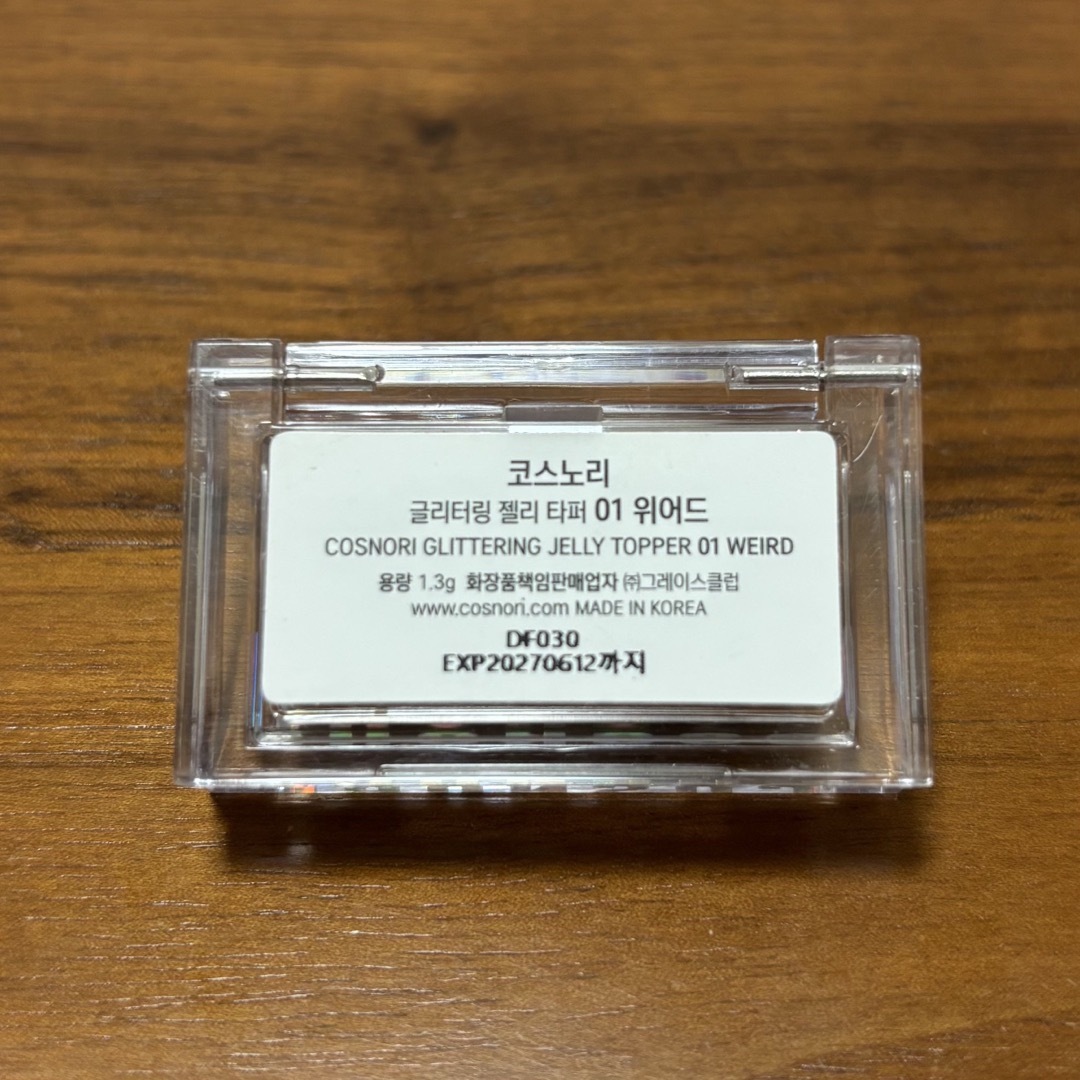 코스노리
글리터링 젤리 타퍼 01 위어드
COSNORI GLITTERING JELLY TOPPER 01 WEIRD
용량 1.3g 화장품책임판매업자 ㈜그레이스클럽
www.cosnori.com MADE IN KOREA
DF030
EXP20270612까지